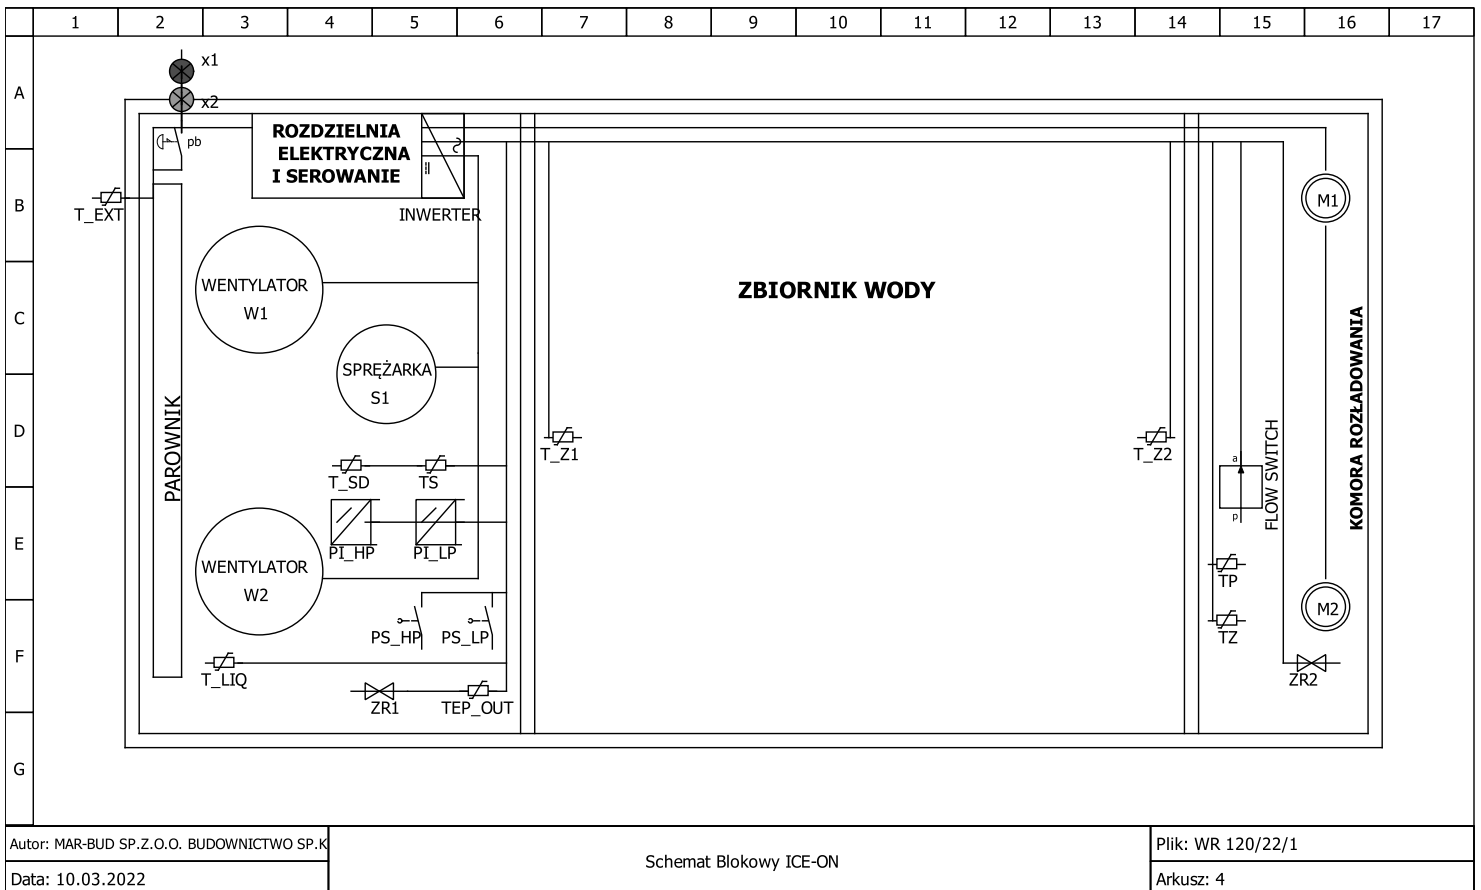 1 2 3 4 5 6 7 8 9 10 11 12 13 14 15 16 17
A
x1
x2
pb
ROZDZIELNIA
ELEKTRYCZNA
I SEROWANIE
B
T_EXT
INWERTER
M1
WENTYLATOR
W1
ZBIORNIK WODY
C
SPRĘŻARKA
S1
KOMORA ROZŁADOWANIA
D
PAROWNIK
T_Z1
T_Z2
FLOW SWITCH
a
p
T_SD
TS
E
PI_HP
PI_LP
WENTYLATOR
W2
TP
M2
PS_HP
PS_LP
TZ
F
T_LIQ
ZR1
TEP_OUT
ZR2
G
Autor: MAR-BUD SP.Z.O.O. BUDOWNICTWO SP.K
Data: 10.03.2022
Schemat Blokowy ICE-ON
Plik: WR 120/22/1
Arkusz: 4